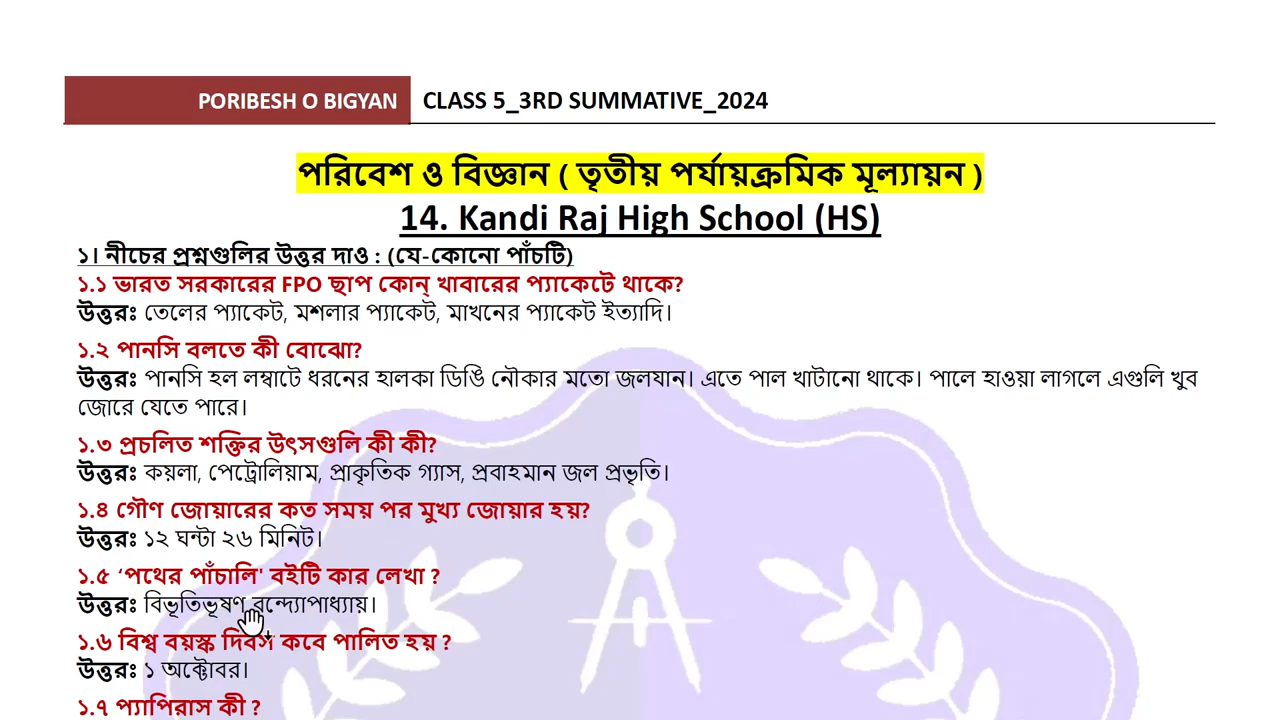 PORIBESH O BIGYAN CLASS 5_3RD SUMMATIVE_2024
পরিবেশ ও বিজ্ঞান ( তৃতীয় পর্যায়ক্রমিক মূল্যায়ন )
14. Kandi Raj High School (HS)
১। নীচের প্রশ্নগুলির উত্তর দাও : (যে-কোনো পাঁচটি)
১.১ ভারত সরকারের FPO ছাপ কোন্ খাবারের প্যাকেটে থাকে?
উত্তরঃ তেলের প্যাকেট, মশলার প্যাকেট, মাখনের প্যাকেট ইত্যাদি।
১.২ পানসি বলতে কী বোঝো?
উত্তরঃ পানসি হল লম্বাটে ধরনের হালকা ডিঙি নৌকার মতো জলযান। এতে পাল খাটানো থাকে। পালে হাওয়া লাগলে এগুলি খুব
জোরে যেতে পারে।
১.৩ প্রচলিত শক্তির উৎসগুলি কী কী?
উত্তরঃ কয়লা, পেট্রোলিয়াম, প্রাকৃতিক গ্যাস, প্রবাহমান জল প্রভৃতি।
১.৪ গৌণ জোয়ারের কত সময় পর মুখ্য জোয়ার হয়?
উত্তরঃ ১২ ঘন্টা ২৬ মিনিট।
১.৫ ‘পথের পাঁচালি' বইটি কার লেখা ?
উত্তরঃ বিভূতিভূষণ বন্দ্যোপাধ্যায়।
১.৬ বিশ্ব বয়স্ক দিবস কবে পালিত হয় ?
উত্তরঃ ১ অক্টোবর।
১.৭ প্যাপিরাস কী ?